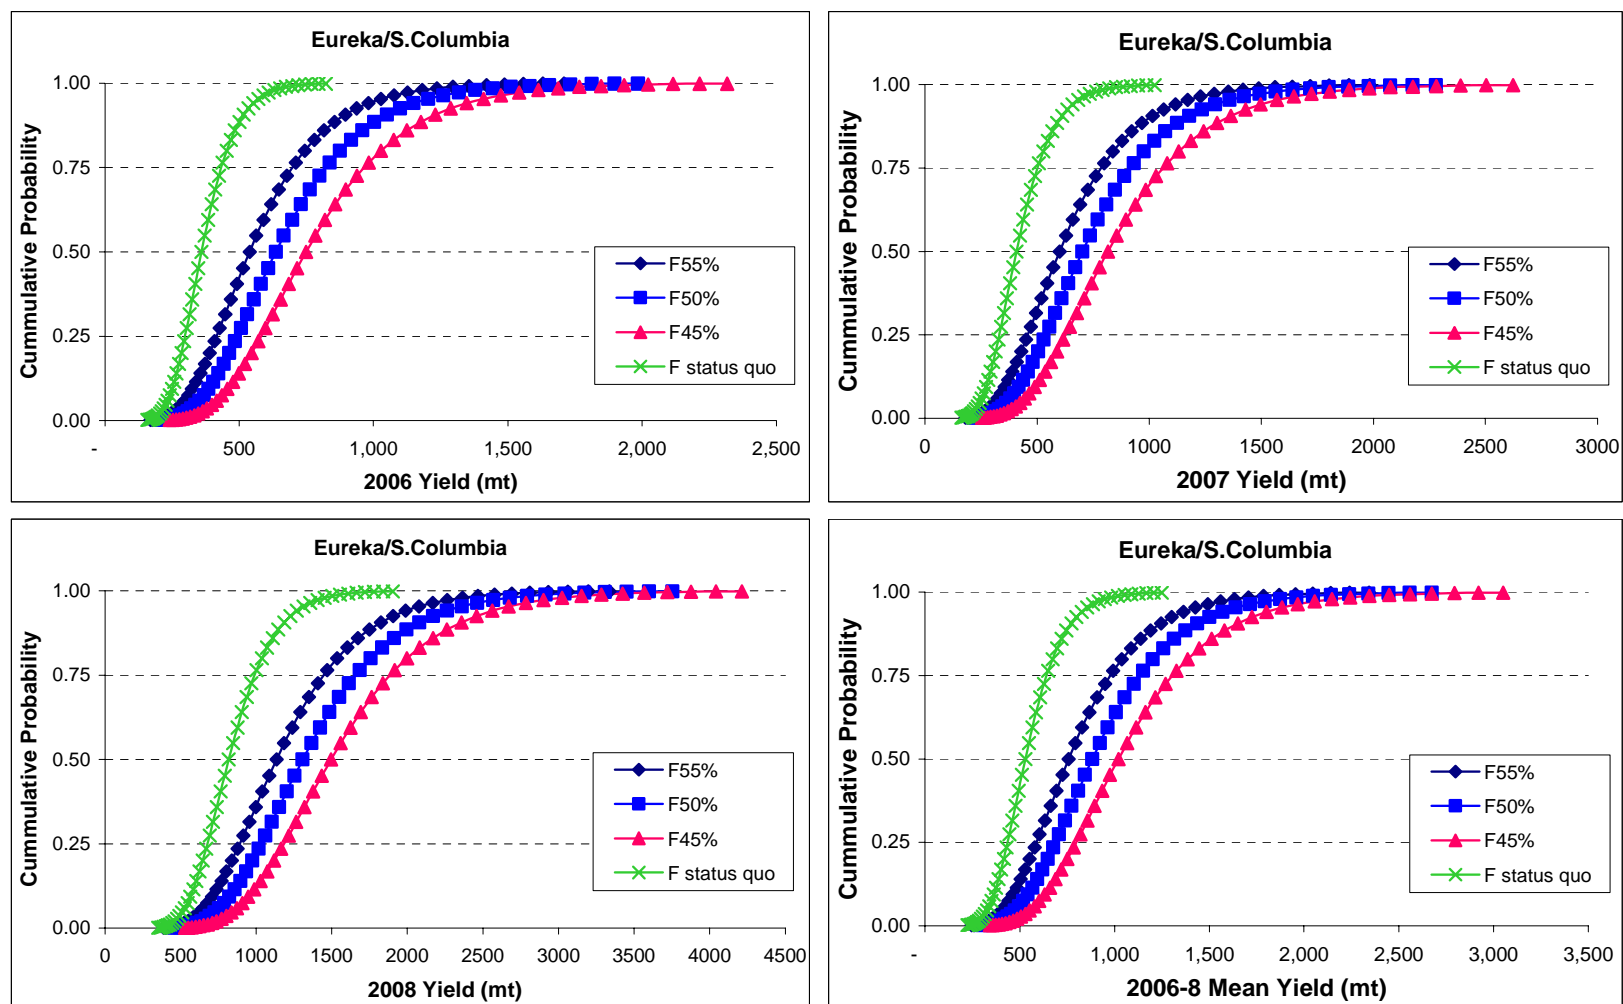 Eureka/S.Columbia
Cummulative Probability
1.00
0.75
0.50
0.25
0.00
F55%
F50%
F45%
F status quo
- 500 1,000 1,500 2,000 2,500
2006 Yield (mt)
Eureka/S.Columbia
Cummulative Probability
1.00
0.75
0.50
0.25
0.00
F55%
F50%
F45%
F status quo
0 500 1000 1500 2000 2500 3000
2007 Yield (mt)
Eureka/S.Columbia
Cummulative Probability
1.00
0.75
0.50
0.25
0.00
F55%
F50%
F45%
F status quo
0 500 1000 1500 2000 2500 3000 3500 4000 4500
2008 Yield (mt)
Eureka/S.Columbia
Cummulative Probability
1.00
0.75
0.50
0.25
0.00
F55%
F50%
F45%
F status quo
- 500 1,000 1,500 2,000 2,500 3,000 3,500
2006-8 Mean Yield (mt)